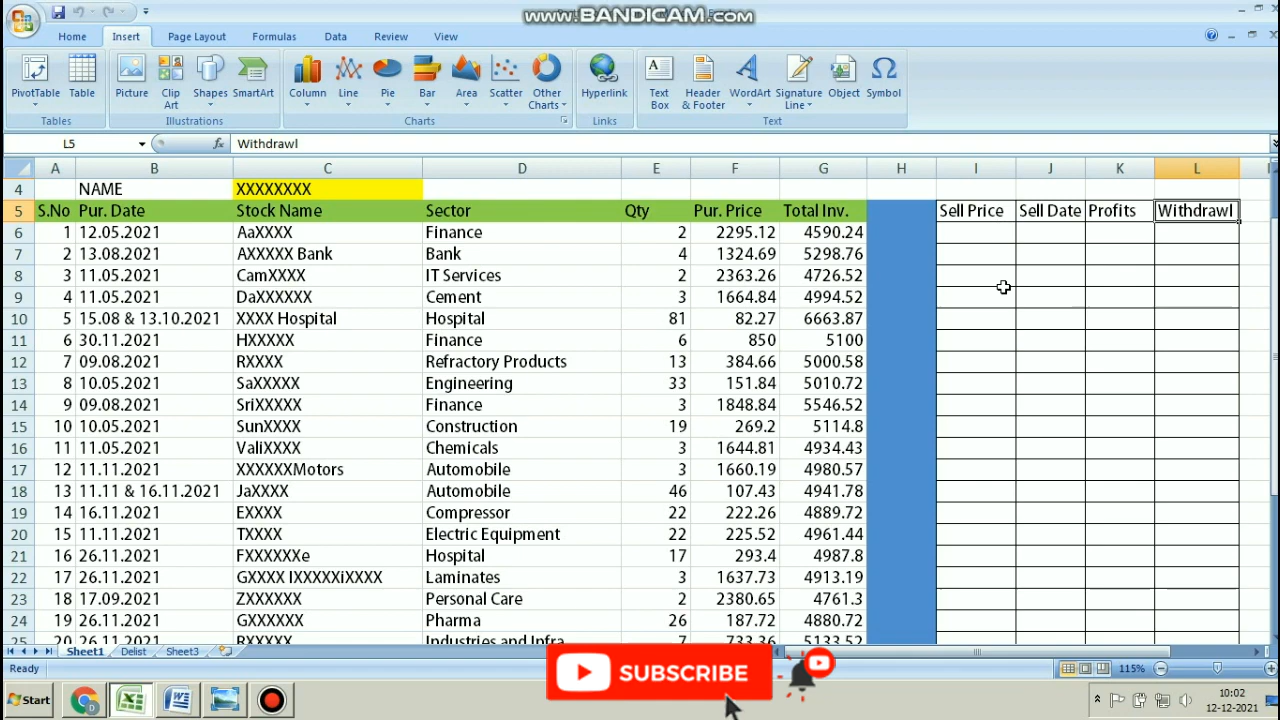 www.BANDICAM.com
Home Insert Page Layout Formulas Data Review View
PivotTable Table Picture Clip Art Shapes SmartArt Column Line Pie Bar Area Scatter Other Charts Hyperlink Text Box Header & Footer WordArt Signature Line Object Symbol
Tables Illustrations Charts Links Text
L5 fx Withdrawl
A B C D E F G H I J K L
4 NAME XXXXXXXX
5 S.No Pur. Date Stock Name Sector Qty Pur. Price Total Inv. Sell Price Sell Date Profits Withdrawl
6 1 12.05.2021 AaXXXX Finance 2 2295.12 4590.24
7 2 13.08.2021 AXXXXX Bank Bank 4 1324.69 5298.76
8 3 11.05.2021 CamXXXX IT Services 2 2363.26 4726.52
9 4 11.05.2021 DaXXXXXX Cement 3 1664.84 4994.52
10 5 15.08 & 13.10.2021 XXXX Hospital Hospital 81 82.27 6663.87
11 6 30.11.2021 HXXXXX Finance 6 850 5100
12 7 09.08.2021 RXXXX Refractory Products 13 384.66 5000.58
13 8 10.05.2021 SaXXXXX Engineering 33 151.84 5010.72
14 9 09.08.2021 SriXXXXX Finance 3 1848.84 5546.52
15 10 10.05.2021 SunXXXX Construction 19 269.2 5114.8
16 11 11.05.2021 ValiXXXX Chemicals 3 1644.81 4934.43
17 12 11.11.2021 XXXXXXMotors Automobile 3 1660.19 4980.57
18 13 11.11 & 16.11.2021 JaXXXX Automobile 46 107.43 4941.78
19 14 16.11.2021 EXXXX Compressor 22 222.26 4889.72
20 15 11.11.2021 TXXXX Electric Equipment 22 225.52 4961.44
21 16 26.11.2021 FXXXXXXe Hospital 17 293.4 4987.8
22 17 26.11.2021 GXXXX IXXXXXiXXXX Laminates 3 1637.73 4913.19
23 18 17.09.2021 ZXXXXXX Personal Care 2 2380.65 4761.3
24 19 26.11.2021 GXXXXXX Pharma 26 187.72 4880.72
25 20 26.11.2021 RXXXXX Industries and Infra 7 733.36 5133.52
Sheet1 Delist Sheet3
Ready 115%
SUBSCRIBE
Start 10:02
12-12-2021